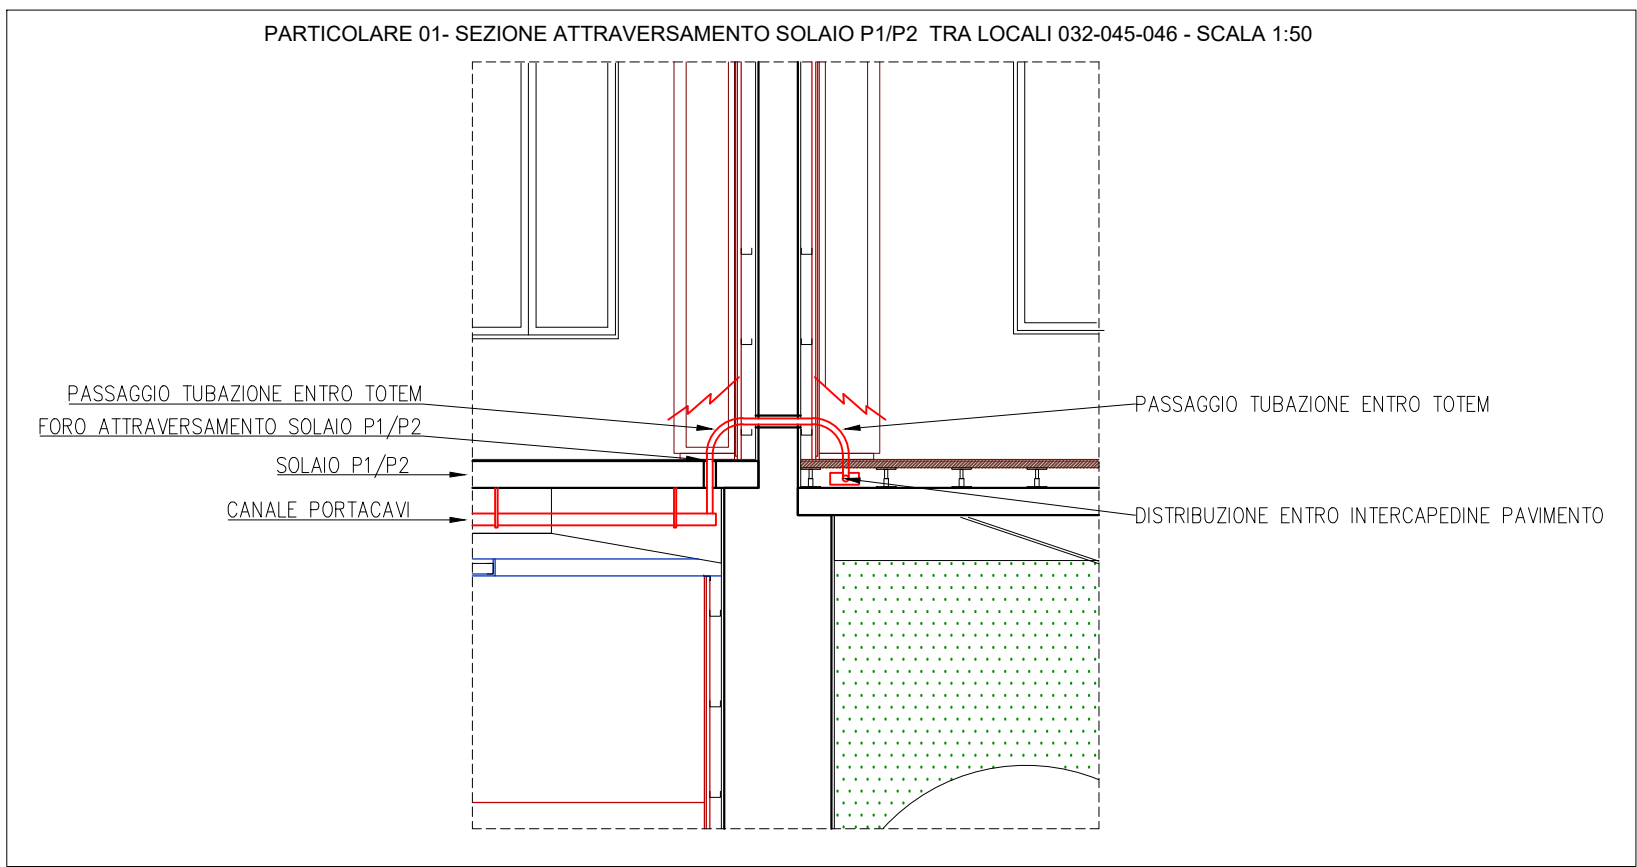 PARTICOLARE 01- SEZIONE ATTRAVERSAMENTO SOLAIO P1/P2 TRA LOCALI 032-045-046 - SCALA 1:50
PASSAGGIO TUBAZIONE ENTRO TOTEM
FORO ATTRAVERSAMENTO SOLAIO P1/P2
SOLAIO P1/P2
CANALE PORTACAVI
PASSAGGIO TUBAZIONE ENTRO TOTEM
DISTRIBUZIONE ENTRO INTERCAPEDINE PAVIMENTO